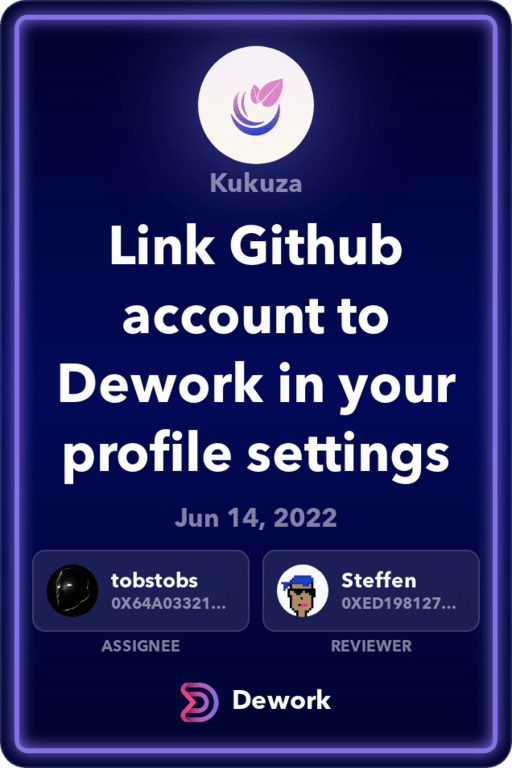 Kukuza
Link Github
account to
Dework in your
profile settings
Jun 14, 2022
tobstobs
0X64A03321...
ASSIGNEE
Steffen
0XED198127...
REVIEWER
Dework